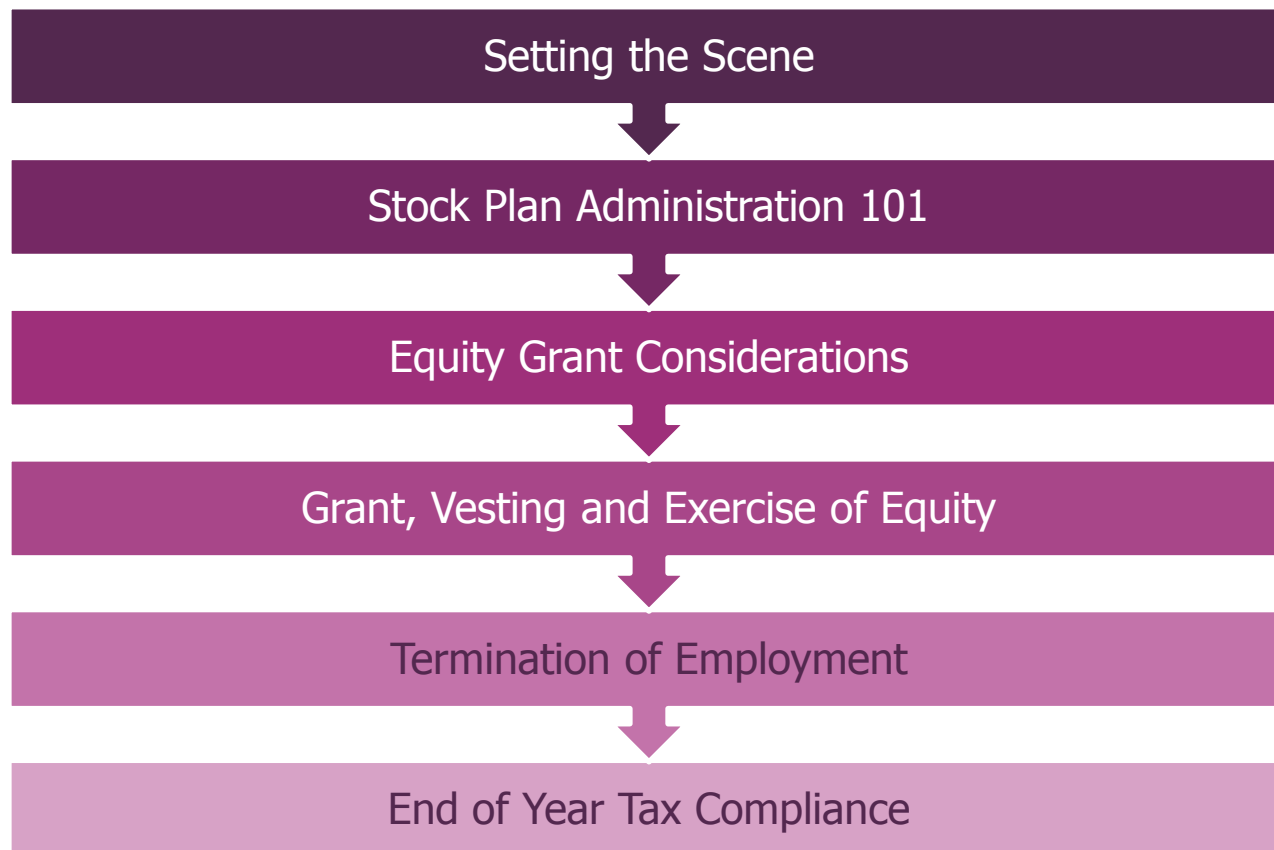 Setting the Scene
Stock Plan Administration 101
Equity Grant Considerations
Grant, Vesting and Exercise of Equity
Termination of Employment
End of Year Tax Compliance